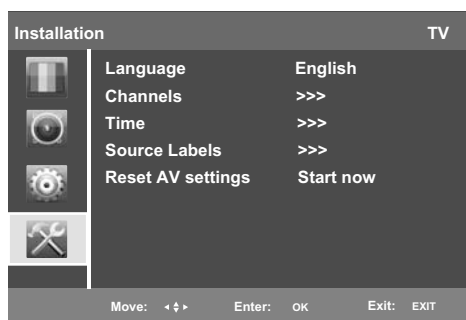 Installation TV
Language English
Channels >>>
Time >>>
Source Labels >>>
Reset AV settings Start now
Move: Enter: OK Exit: EXIT